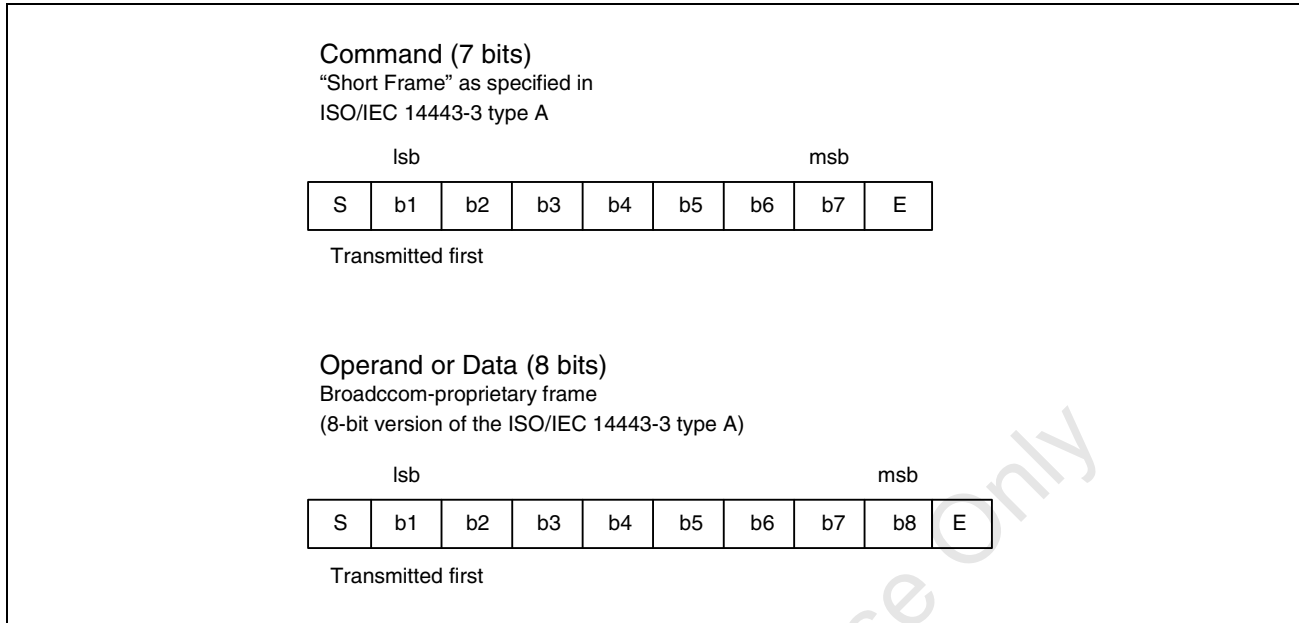 Command (7 bits)
“Short Frame” as specified in
ISO/IEC 14443-3 type A
lsb msb
S b1 b2 b3 b4 b5 b6 b7 E
Transmitted first
Operand or Data (8 bits)
Broadccom-proprietary frame
(8-bit version of the ISO/IEC 14443-3 type A)
lsb msb
S b1 b2 b3 b4 b5 b6 b7 b8 E
Transmitted first
se Only